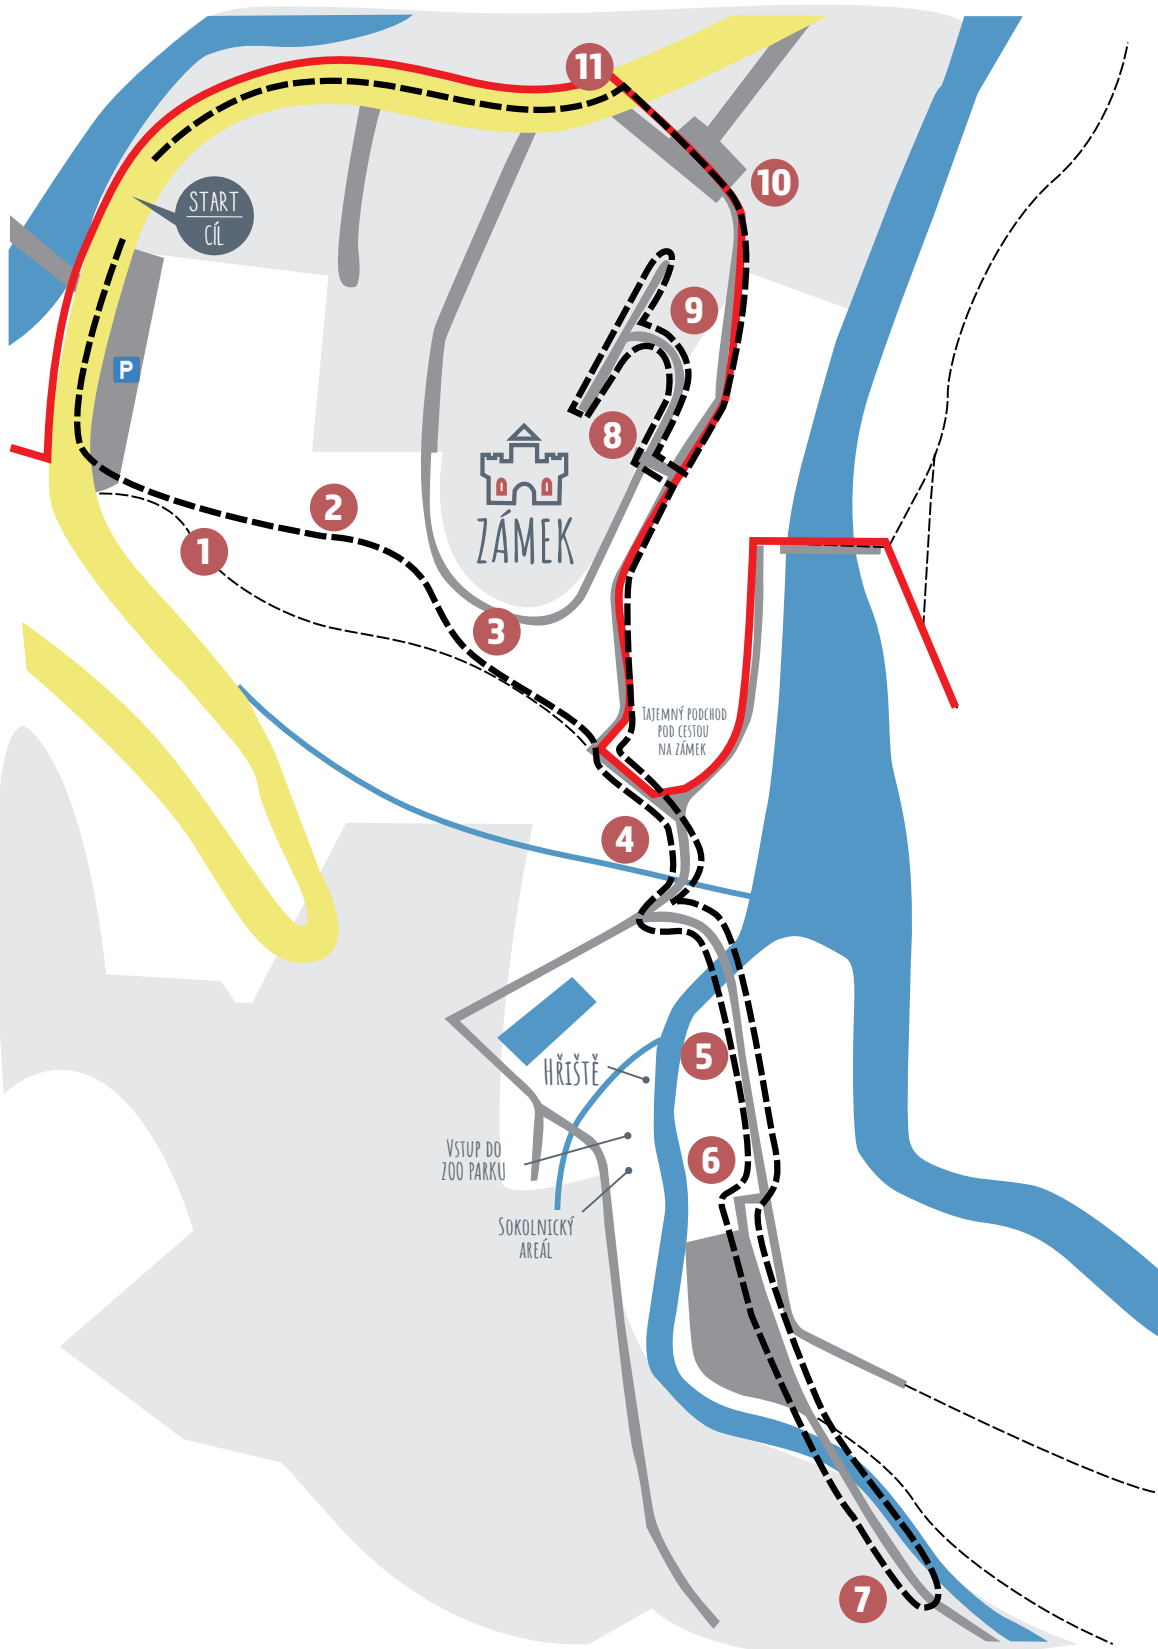 11
10
START
CÍL
9
P
8
2
ZÁMEK
1
3
TAJEMNÝ PODCHOD
POD CESTOU
NA ZÁMEK
4
5
HŘIŠTĚ
VSTUP DO
ZOO PARKU
6
SOKOLNICKÝ
AREÁL
7